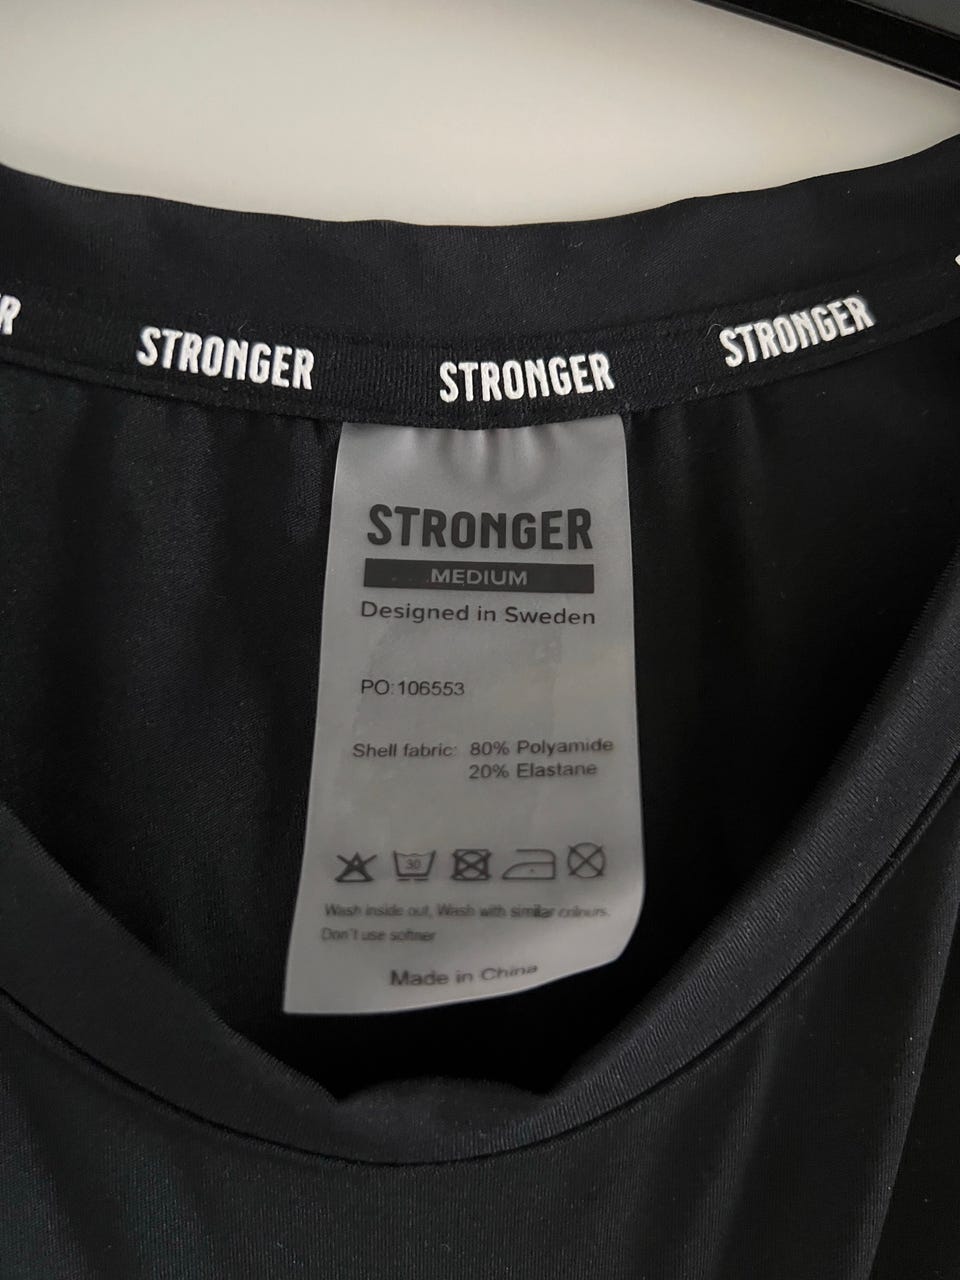 R
STRONGER
STRONGER
STRONGER
STRONGER
MEDIUM
Designed in Sweden
PO:106553
Shell fabric: 80% Polyamide
20% Elastane
30
Wash inside out, Wash with similar colours.
Don't use softner
Made in China